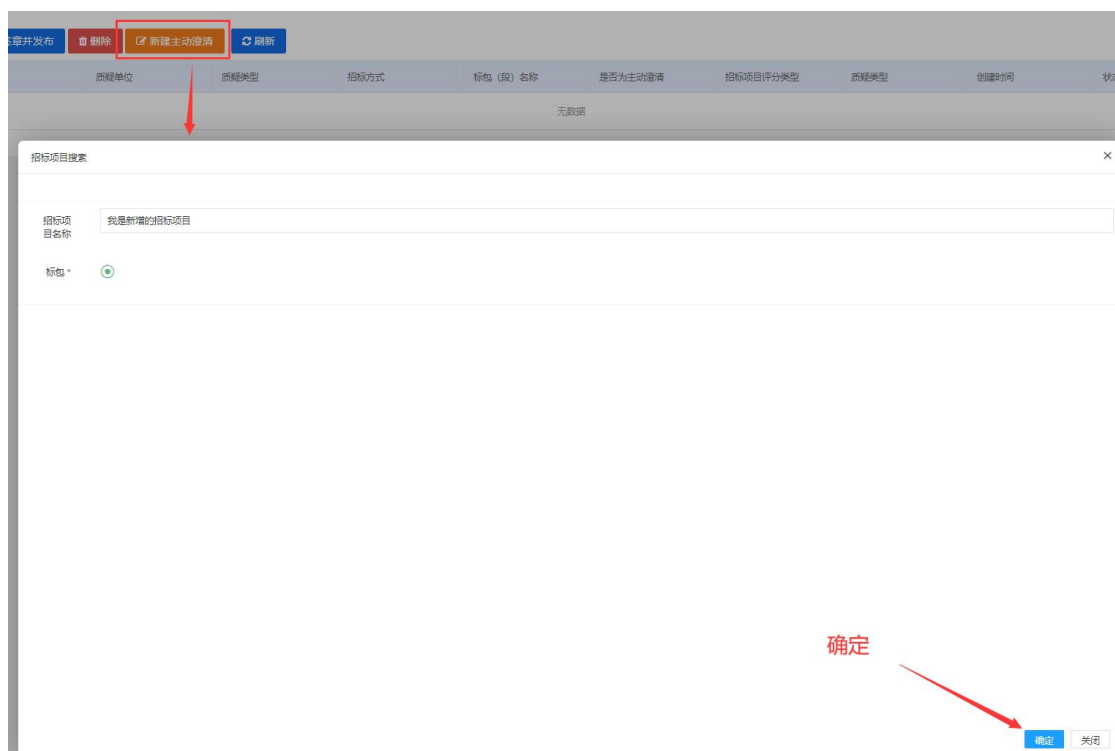 章并发布 删除 新建主动澄清 刷新
质疑单位 质疑类型 招标方式 标包（段）名称 是否为主动澄清 招标项目评分类型 质疑类型 创建时间 状
无数据
招标项目搜索
招标项 我是新增的招标项目
目名称
标包 *
确定
确定 关闭